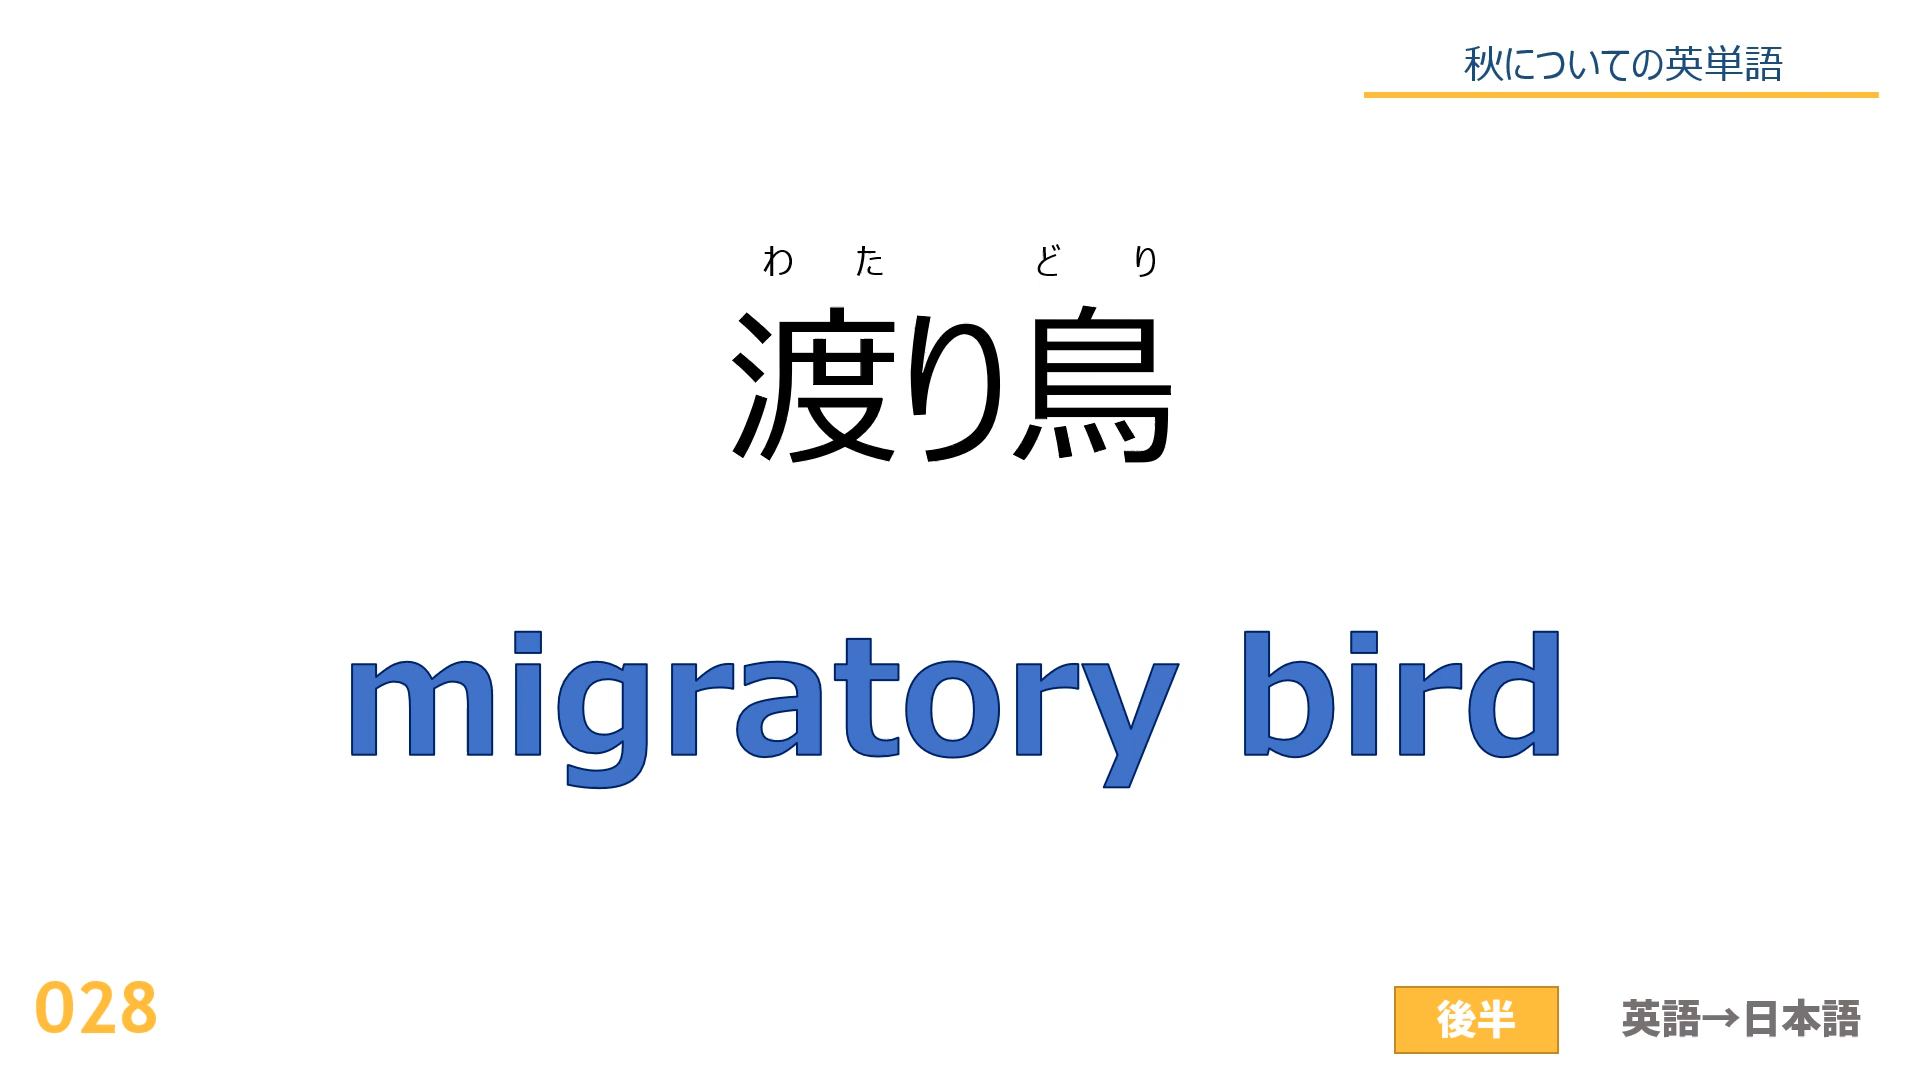 秋についての英単語
わた どり
渡り鳥
migratory bird
028
後半
英語→日本語